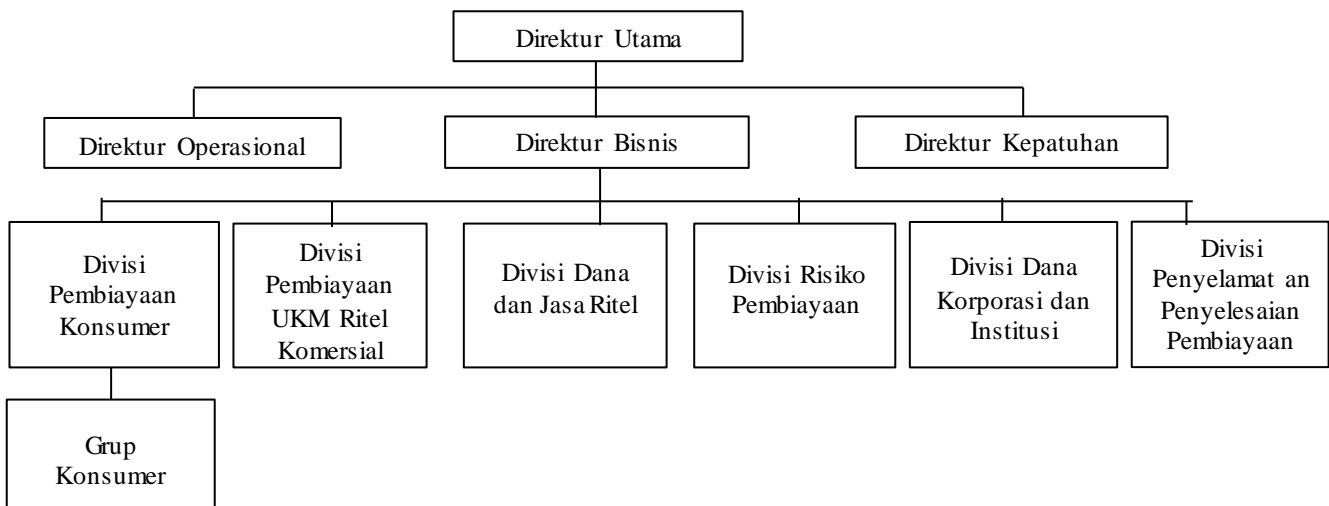 Direktur Utama
Direktur Operasional
Direktur Bisnis
Direktur Kepatuhan
Divisi
Pembiayaan
Konsumer
Divisi
Pembiayaan
UKM Ritel
Komersial
Divisi Dana
dan Jasa Ritel
Divisi Risiko
Pembiayaan
Divisi Dana
Korporasi dan
Institusi
Divisi
Penyelamat an
Penyelesaian
Pembiayaan
Grup
Konsumer